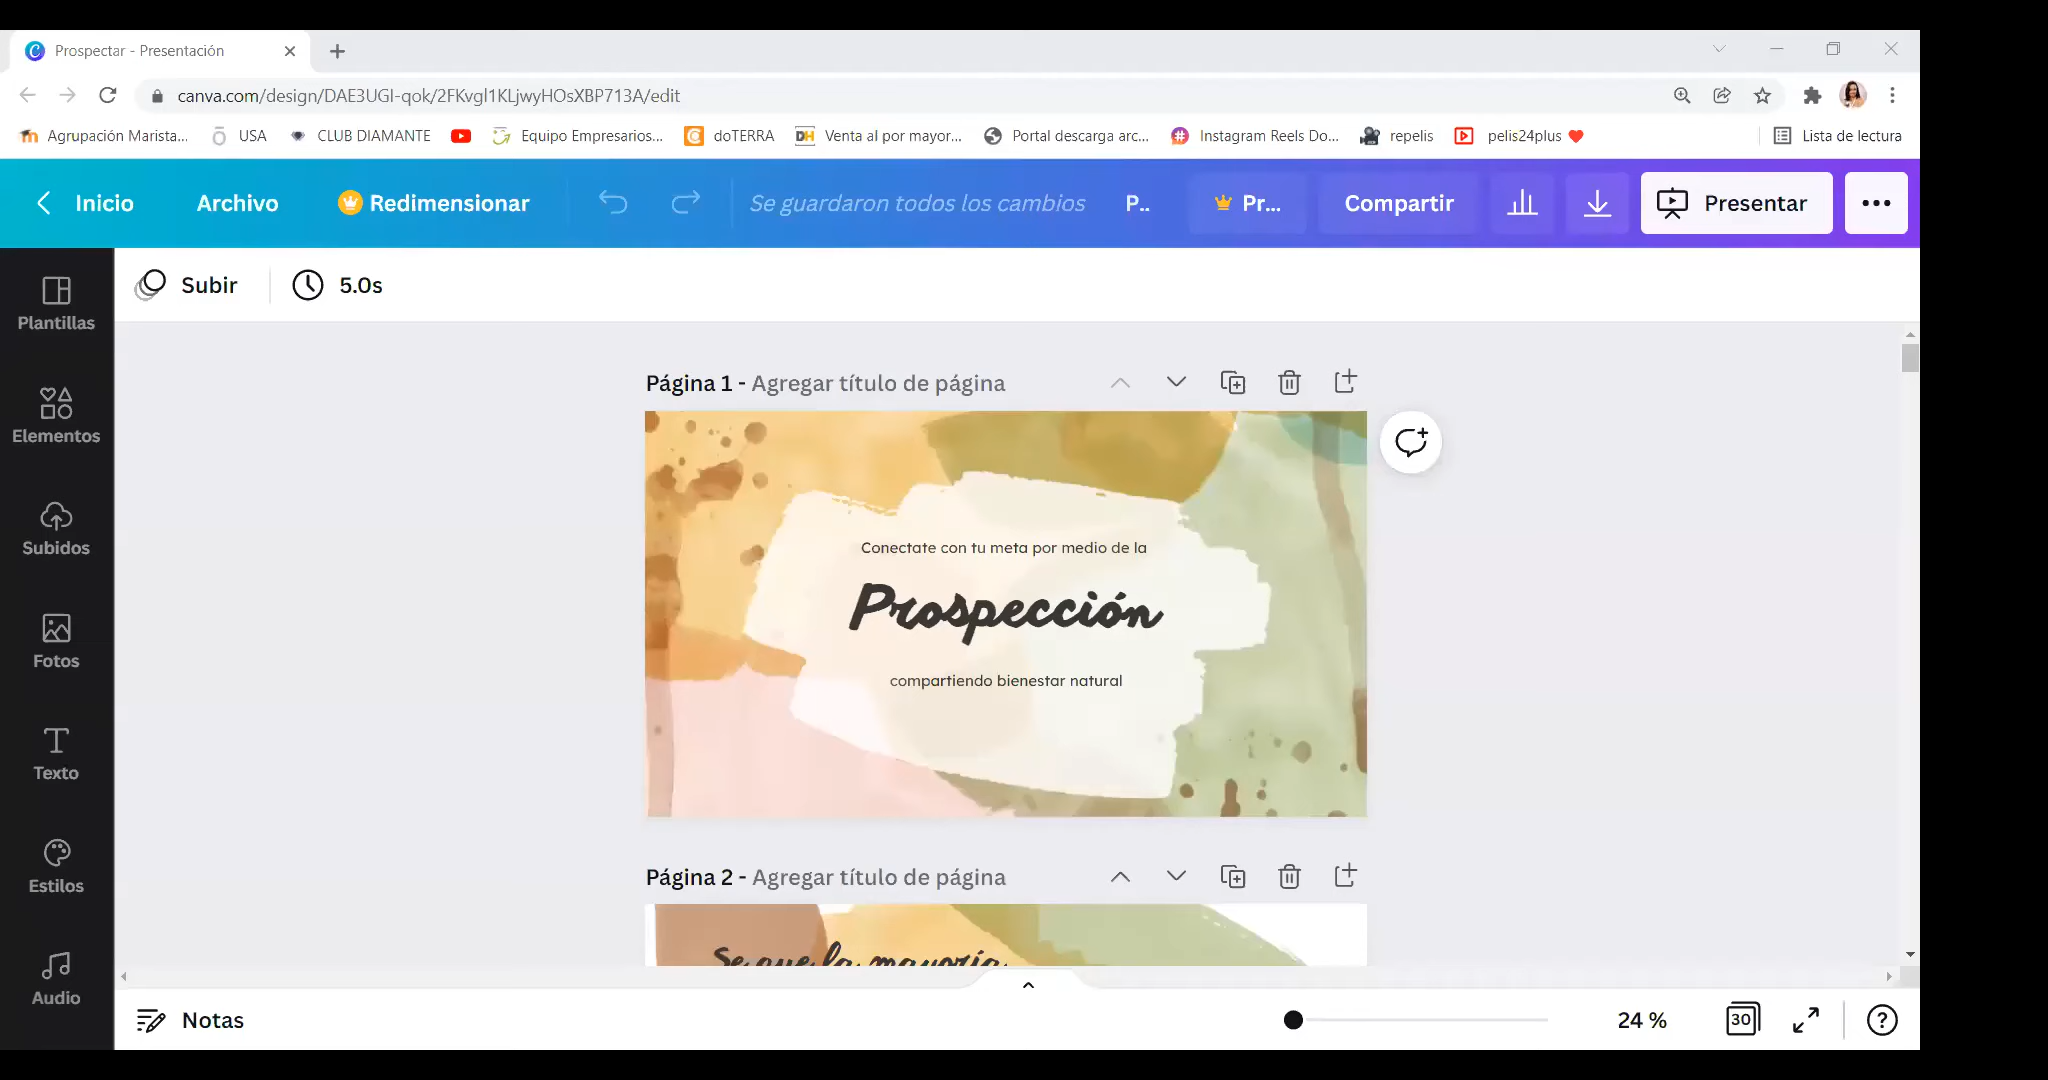 Prospectar - Presentación
canva.com/design/DAE3UGI-qok/2FKvgl1KLjwyHOsXBP713A/edit
Agrupación Marista... USA CLUB DIAMANTE Equipo Empresarios... doTERRA Venta al por mayor... Portal descarga arc... Instagram Reels Do... repelis pelis24plus Lista de lectura
Inicio Archivo Redimensionar Se guardaron todos los cambios P.. Pr... Compartir Presentar
Subir 5.0s
Plantillas
Elementos
Subidos
Fotos
Texto
Estilos
Audio
Página 1 - Agregar título de página
Conectate con tu meta por medio de la
Prospección
compartiendo bienestar natural
Página 2 - Agregar título de página
Se que la mayoría
Notas 24 % 30